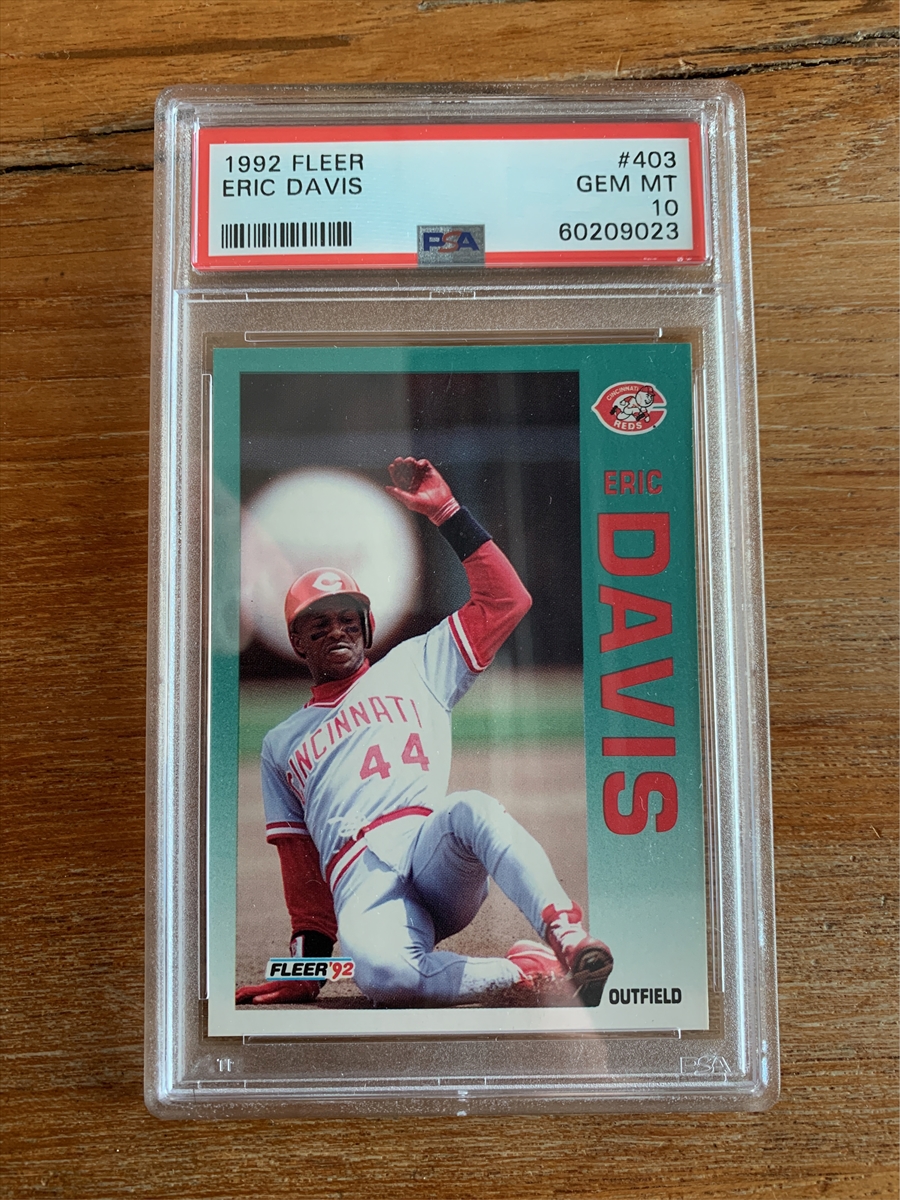 1992 FLEER #403
ERIC DAVIS GEM MT
10
PSA 60209023
CINCINNATI
REDS
ERIC
DAVIS
C
CINCINNATI
44
FLEER'92
OUTFIELD
PSA